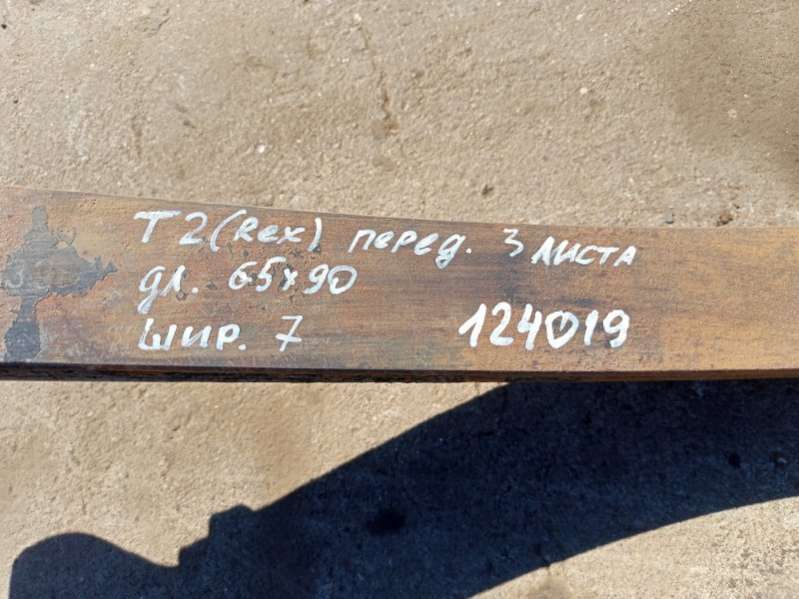 T2 (Rex) перед. 3 листа
дл. 65x90
шир. 7 124019